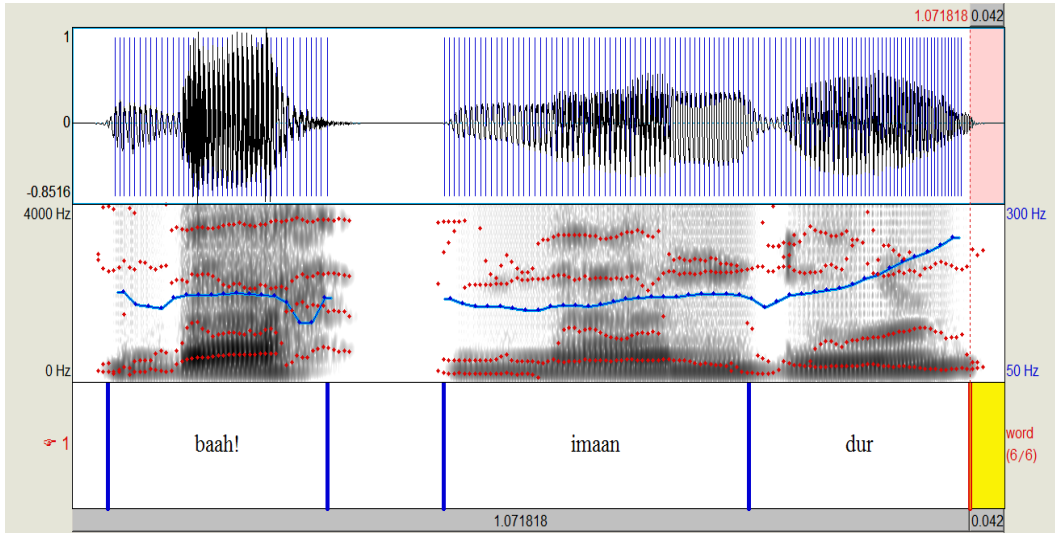 1.071818 0.042
1
0
-0.8516
4000 Hz
300 Hz
0 Hz
50 Hz
☞ 1
baah!
imaan
dur
word
(6/6)
1.071818
0.042